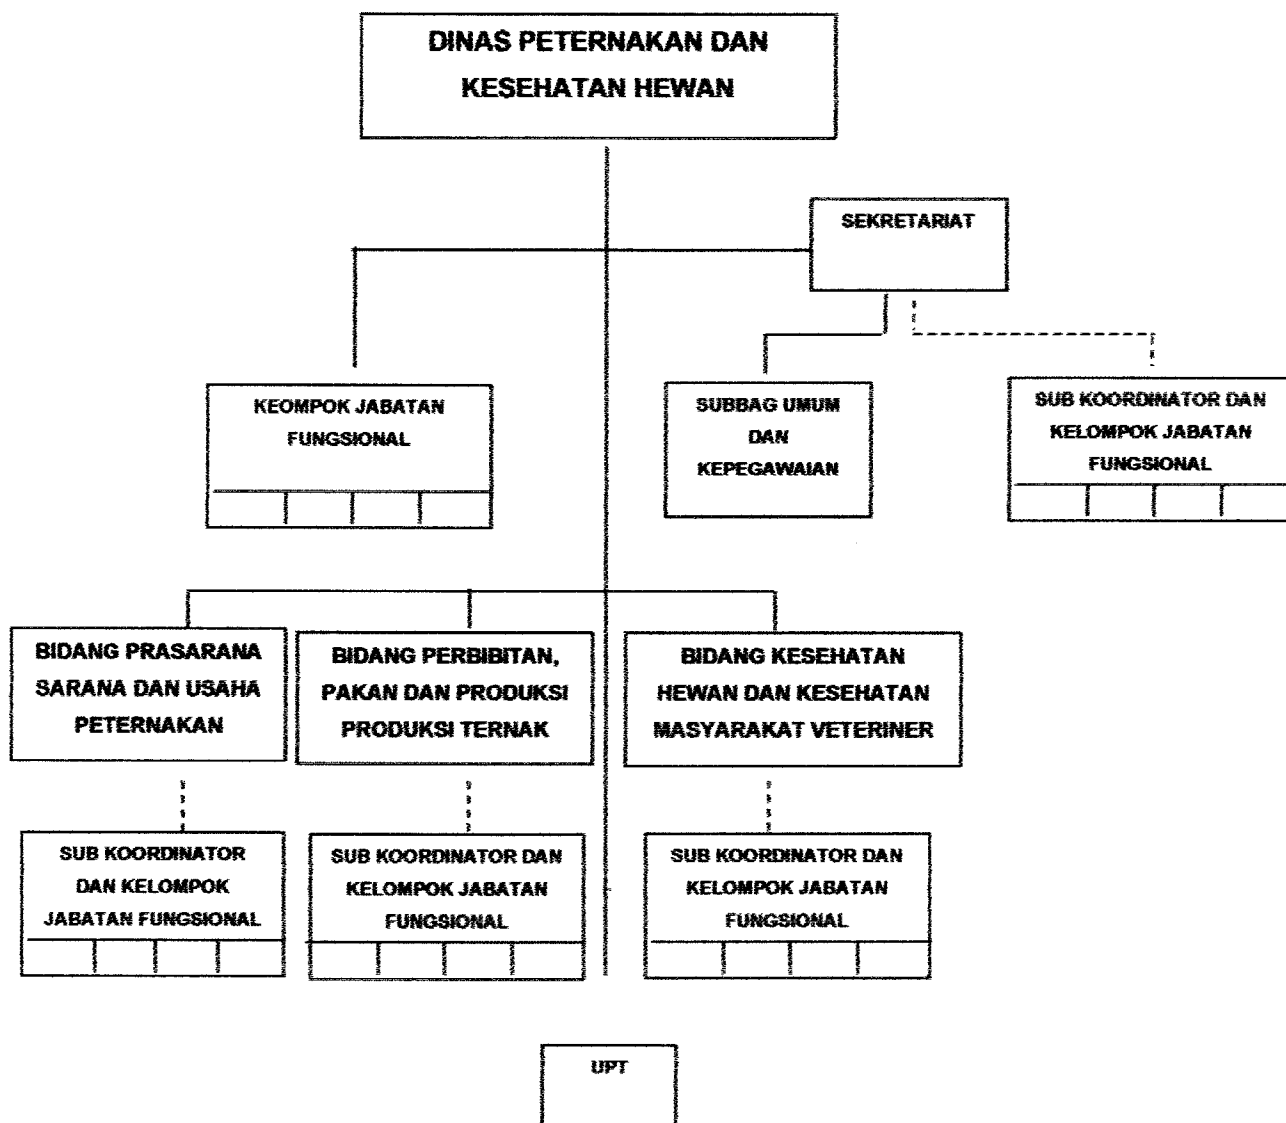 DINAS PETERNAKAN DAN
KESEHATAN HEWAN
SEKRETARIAT
KEOMPOK JABATAN
FUNGSIONAL
SUBBAG UMUM
DAN
KEPEGAWAIAN
SUB KOORDINATOR DAN
KELOMPOK JABATAN
FUNGSIONAL
BIDANG PRASARANA
SARANA DAN USAHA
PETERNAKAN
BIDANG PERBIBITAN,
PAKAN DAN PRODUKSI
PRODUKSI TERNAK
BIDANG KESEHATAN
HEWAN DAN KESEHATAN
MASYARAKAT VETERINER
SUB KOORDINATOR
DAN KELOMPOK
JABATAN FUNGSIONAL
SUB KOORDINATOR DAN
KELOMPOK JABATAN
FUNGSIONAL
SUB KOORDINATOR DAN
KELOMPOK JABATAN
FUNGSIONAL
UPT